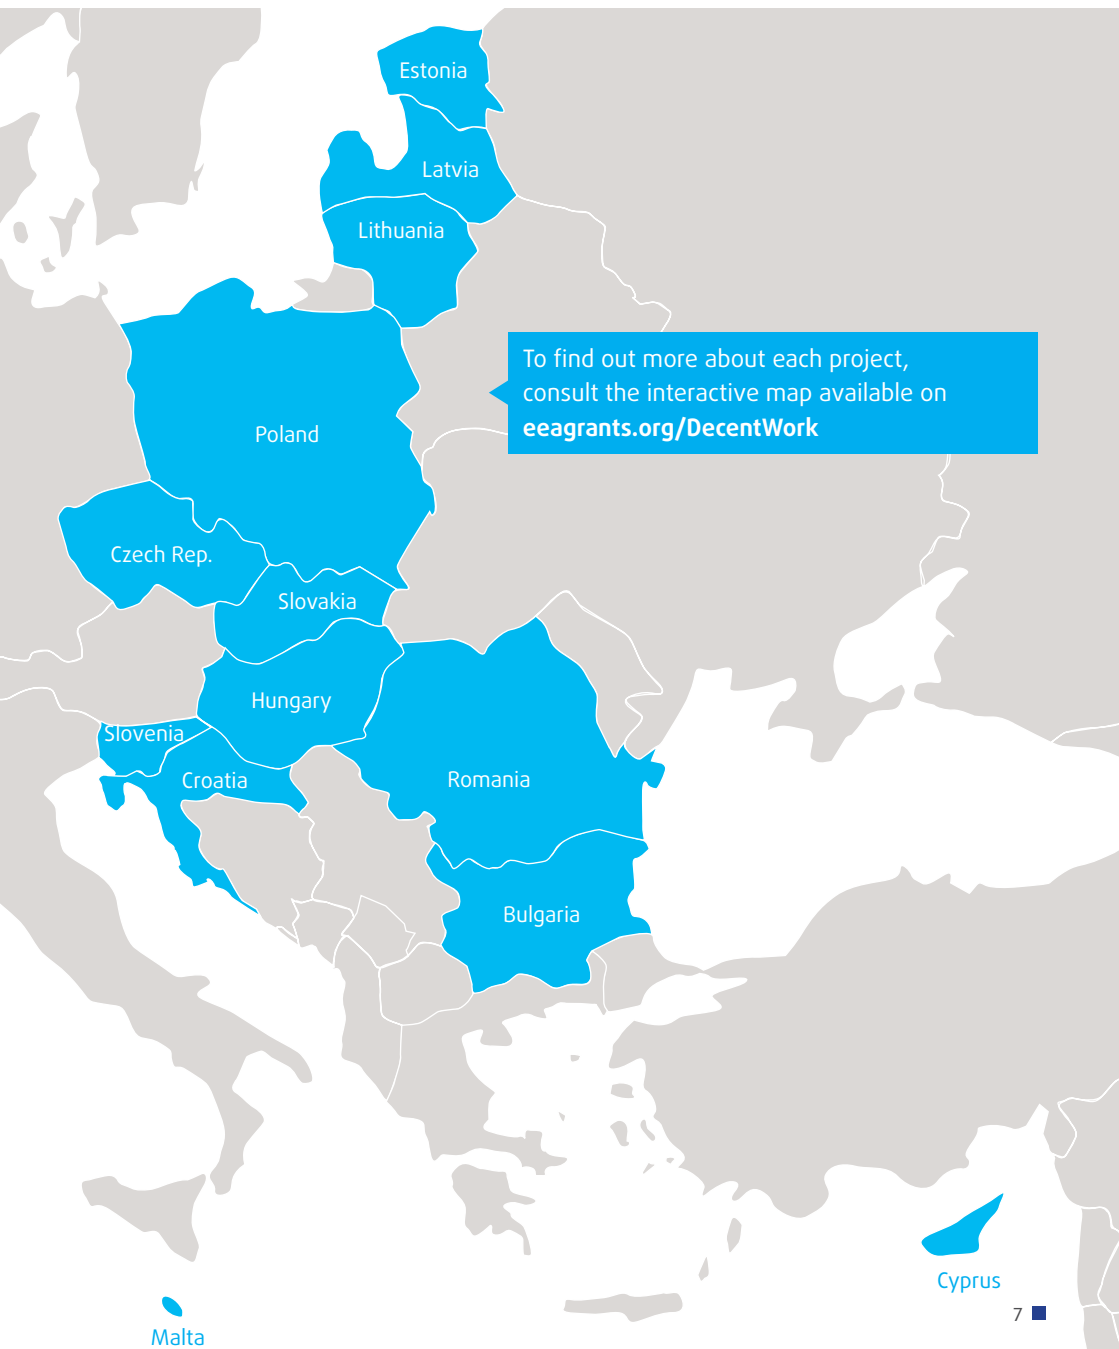 Estonia
Latvia
Lithuania
To find out more about each project,
consult the interactive map available on
eeagrants.org/DecentWork
Poland
Czech Rep.
Slovakia
Hungary
Slovenia
Croatia
Romania
Bulgaria
Cyprus
7
Malta